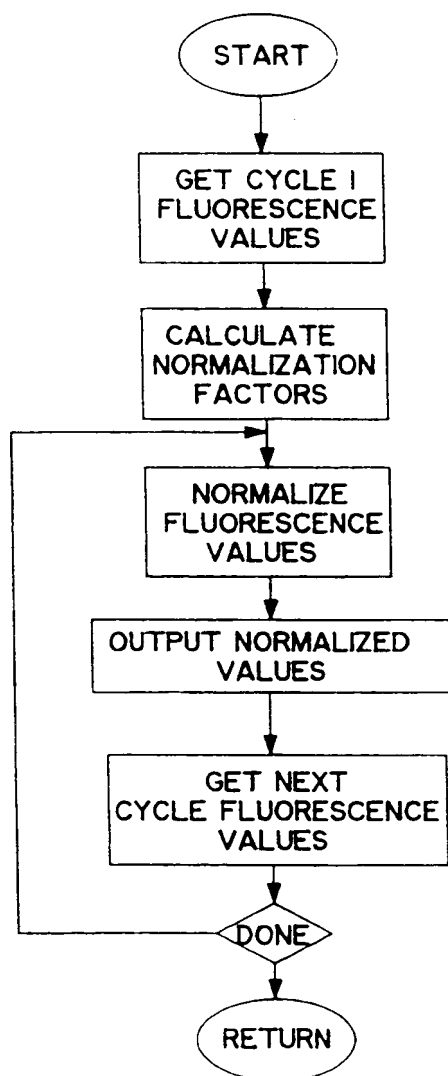 START
GET CYCLE I
FLUORESCENCE
VALUES
CALCULATE
NORMALIZATION
FACTORS
NORMALIZE
FLUORESCENCE
VALUES
OUTPUT NORMALIZED
VALUES
GET NEXT
CYCLE FLUORESCENCE
VALUES
DONE
RETURN